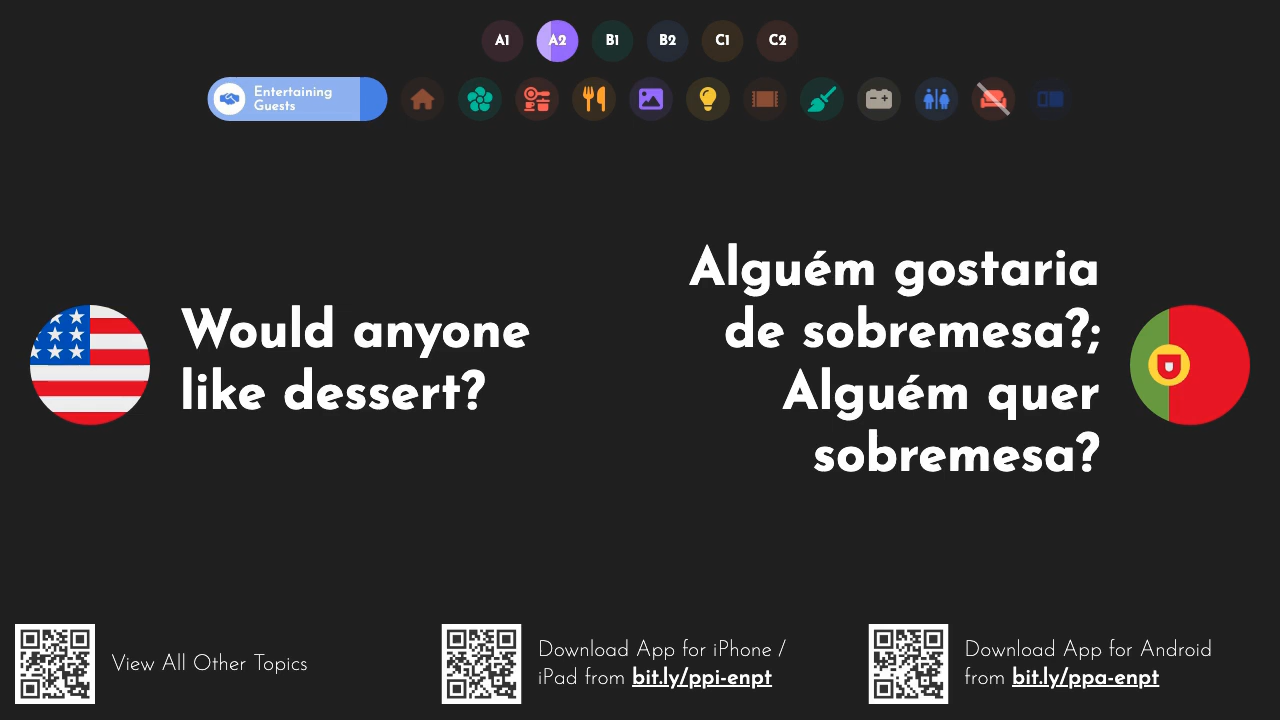 A1 A2 B1 B2 C1 C2
Entertaining
Guests
Would anyone
like dessert?
Alguém gostaria
de sobremesa?;
Alguém quer
sobremesa?
View All Other Topics
Download App for iPhone /
iPad from bit.ly/ppi-enpt
Download App for Android
from bit.ly/ppa-enpt